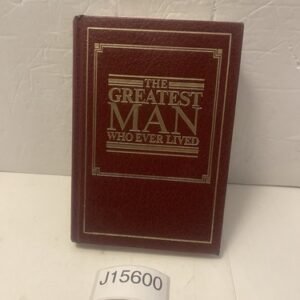 THE
GREATEST
MAN
WHO EVER LIVED
J15600